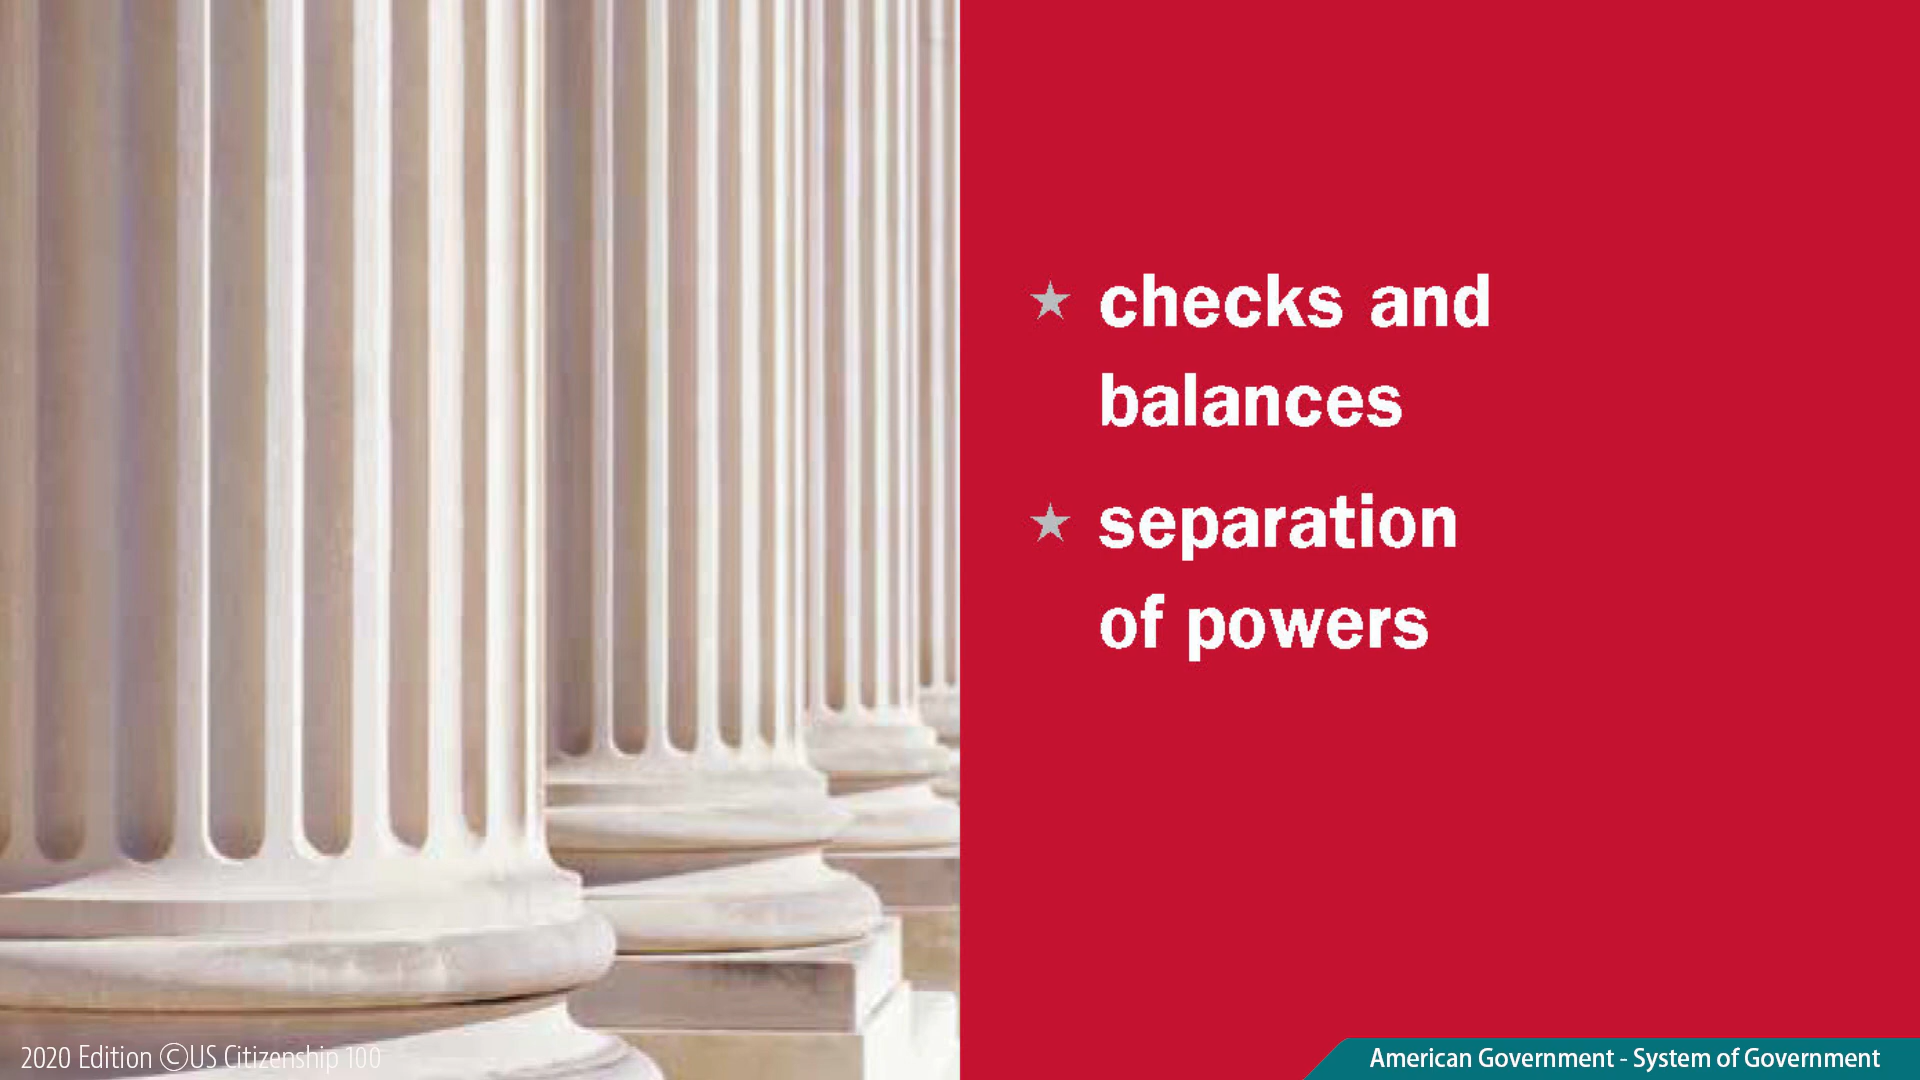 checks and
balances
separation
of powers
2020 Edition ©US Citizenship 100
American Government - System of Government